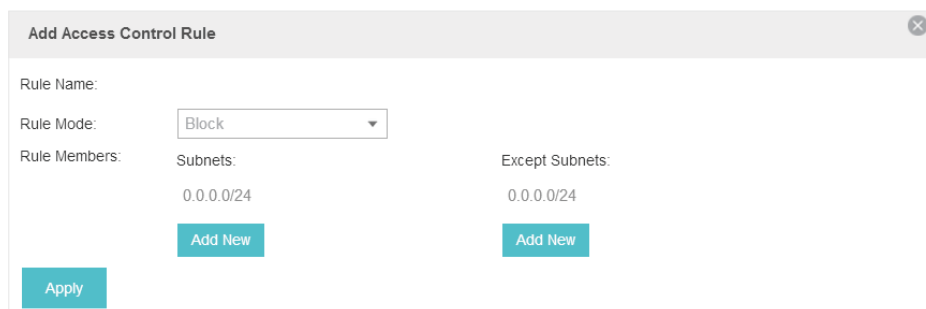 Add Access Control Rule
Rule Name:
Rule Mode: Block
Rule Members: Subnets: Except Subnets:
0.0.0.0/24 0.0.0.0/24
Add New Add New
Apply